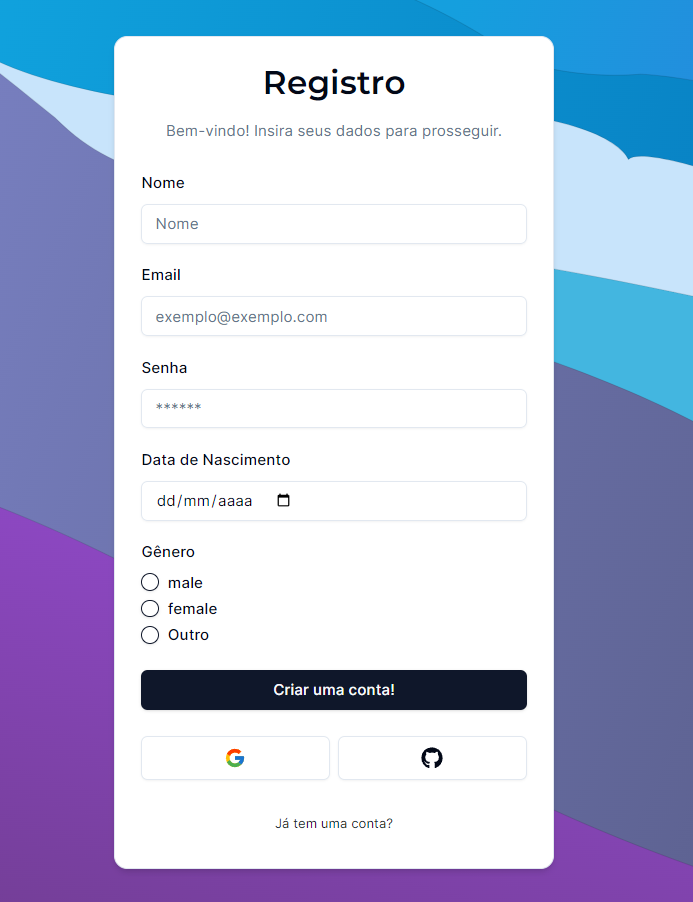 Registro
Bem-vindo! Insira seus dados para prosseguir.
Nome
Nome
Email
exemplo@exemplo.com
Senha
******
Data de Nascimento
dd/mm/aaaa
Gênero
male
female
Outro
Criar uma conta!
Já tem uma conta?